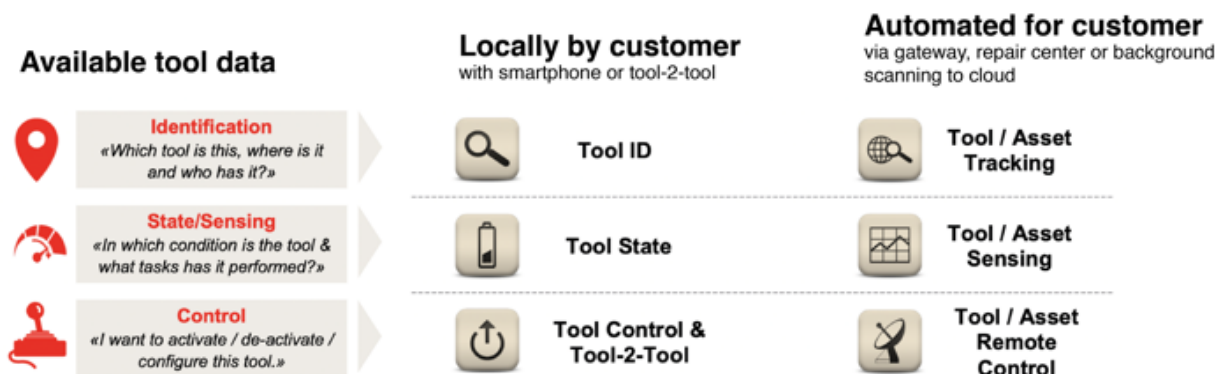 Available tool data
Locally by customer
with smartphone or tool-2-tool
Automated for customer
via gateway, repair center or background
scanning to cloud
Identification
«Which tool is this, where is it
and who has it?»
Tool ID
Tool / Asset
Tracking
State/Sensing
«In which condition is the tool &
what tasks has it performed?»
Tool State
Tool / Asset
Sensing
Control
«I want to activate / de-activate /
configure this tool.»
Tool Control &
Tool-2-Tool
Tool / Asset
Remote
Control